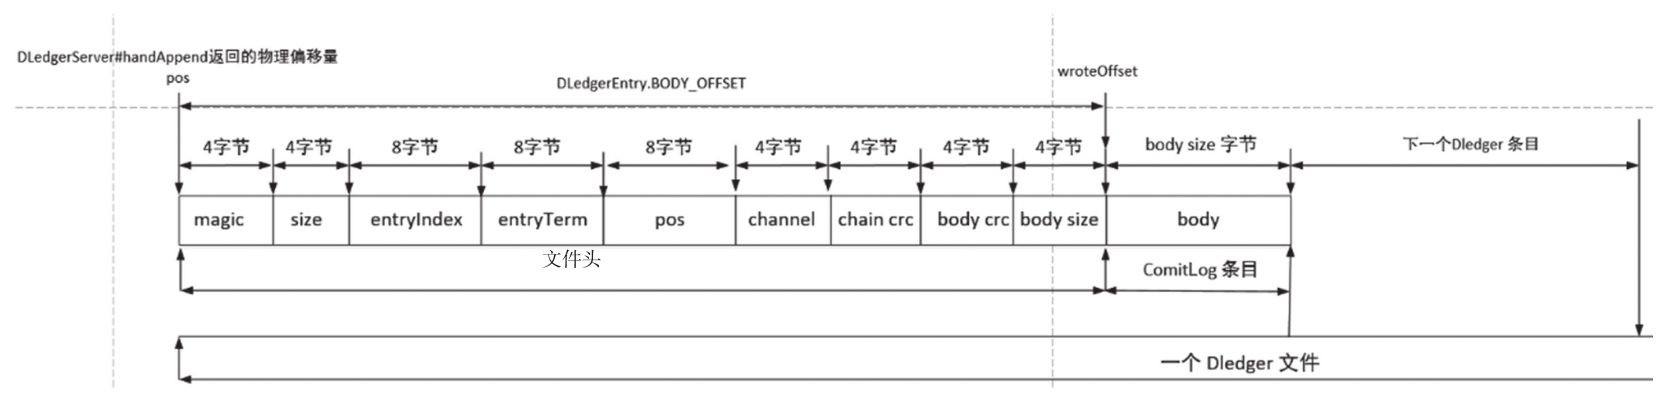 DLedgerServer#handAppend返回的物理偏移量
pos
DLedgerEntry.BODY_OFFSET
wroteOffset
4字节 4字节 8字节 8字节 8字节 4字节 4字节 4字节 4字节 body size 字节 下一个Dledger 条目
magic size entryIndex entryTerm pos channel chain crc body crc body size body
文件头
ComitLog 条目
一个 Dledger 文件